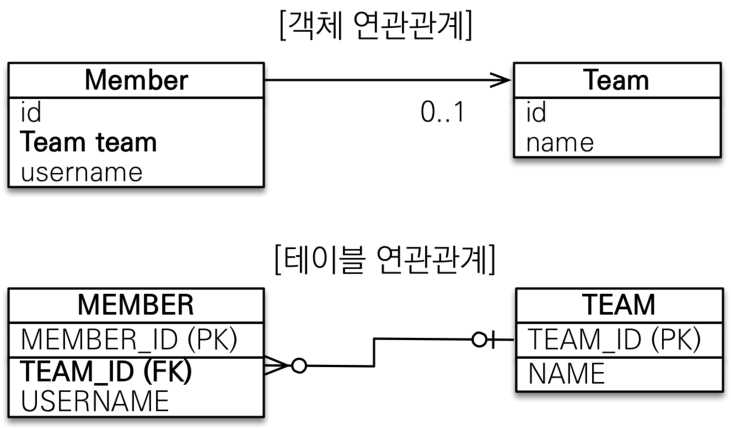 [객체 연관관계]
Member
id
Team team
username
0..1
Team
id
name
[테이블 연관관계]
MEMBER
MEMBER_ID (PK)
TEAM_ID (FK)
USERNAME
TEAM
TEAM_ID (PK)
NAME